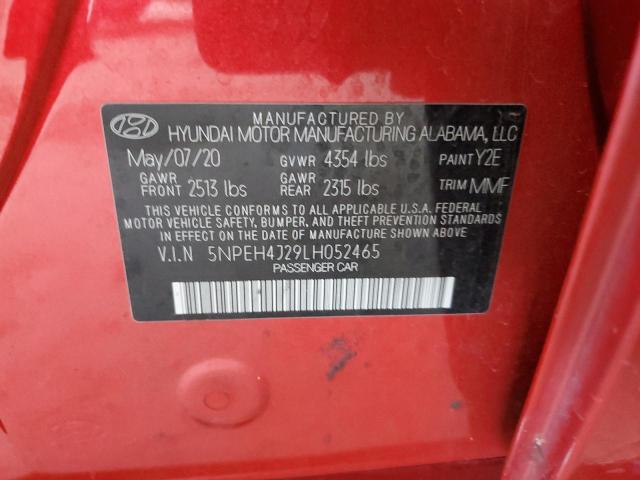 MANUFACTURED BY
HYUNDAI MOTOR MANUFACTURING ALABAMA, LLC
May/07/20 GVWR 4354 lbs PAINT Y2E
GAWR FRONT 2513 lbs GAWR REAR 2315 lbs TRIM MMF
THIS VEHICLE CONFORMS TO ALL APPLICABLE U.S.A. FEDERAL
MOTOR VEHICLE SAFETY, BUMPER, AND THEFT PREVENTION STANDARDS
IN EFFECT ON THE DATE OF MANUFACTURE SHOWN ABOVE.
V.I.N 5NPEH4J29LH052465
PASSENGER CAR